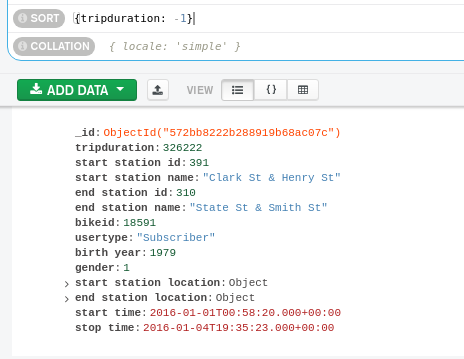 SORT {tripduration: -1}
COLLATION { locale: 'simple' }
ADD DATA VIEW {}
_id:ObjectId("572bb8222b288919b68ac07c")
tripduration:326222
start station id:391
start station name:"Clark St & Henry St"
end station id:310
end station name:"State St & Smith St"
bikeid:18591
usertype:"Subscriber"
birth year:1979
gender:1
start station location:Object
end station location:Object
start time:2016-01-01T00:58:20.000+00:00
stop time:2016-01-04T19:35:23.000+00:00